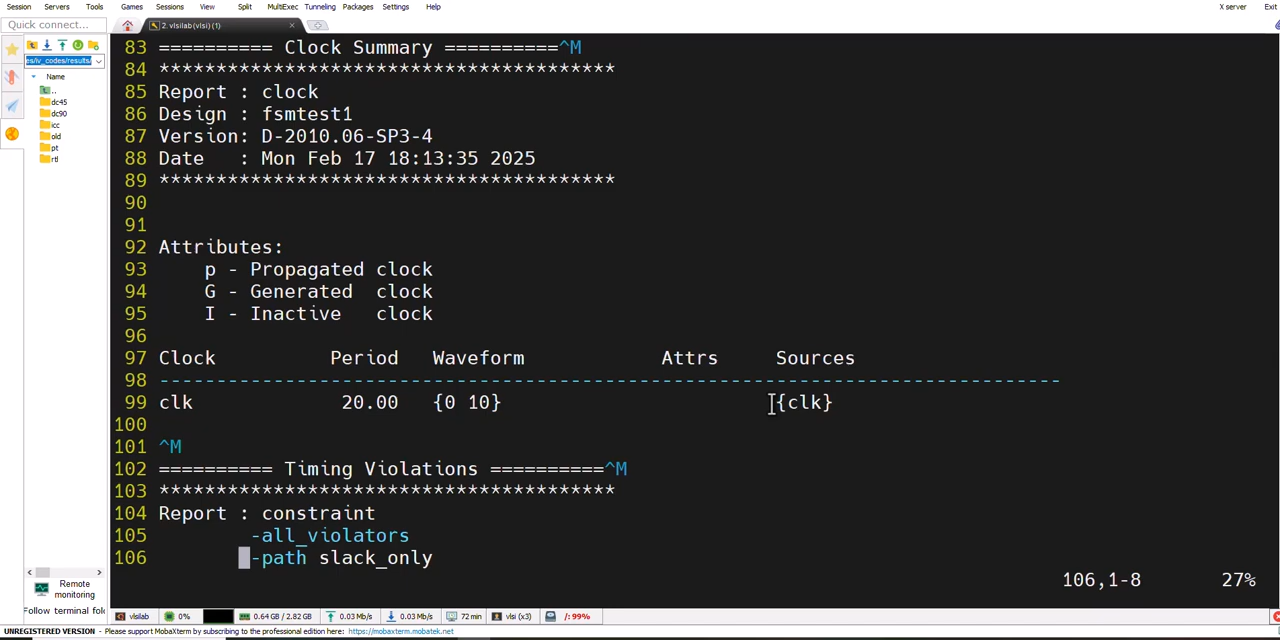 Session Servers Tools Games Sessions View Split MultiExec Tunneling Packages Settings Help X server Exit
Quick connect... 2. vlsilab(vlsi) (1)
es/iv_codes/results/
Name
..
dc45
dc90
icc
old
pt
rtl
83 ========== Clock Summary ==========^M
84 ****************************************
85 Report : clock
86 Design : fsmtest1
87 Version: D-2010.06-SP3-4
88 Date : Mon Feb 17 18:13:35 2025
89 ****************************************
90
91
92 Attributes:
93 p - Propagated clock
94 G - Generated clock
95 I - Inactive clock
96
97 Clock Period Waveform Attrs Sources
98 -------------------------------------------------------------------------------
99 clk 20.00 {0 10} {clk}
100
101 ^M
102 ========== Timing Violations ==========^M
103 ****************************************
104 Report : constraint
105 -all_violators
106 -path slack_only
106,1-8 27%
Remote monitoring
Follow terminal fol
vlsilab 0% 0.64 GB / 2.82 GB 0.03 Mb/s 0.03 Mb/s 72 min vlsi (x3) /: 99%
UNREGISTERED VERSION - Please support MobaXterm by subscribing to the professional edition here: https://mobaxterm.mobatek.net